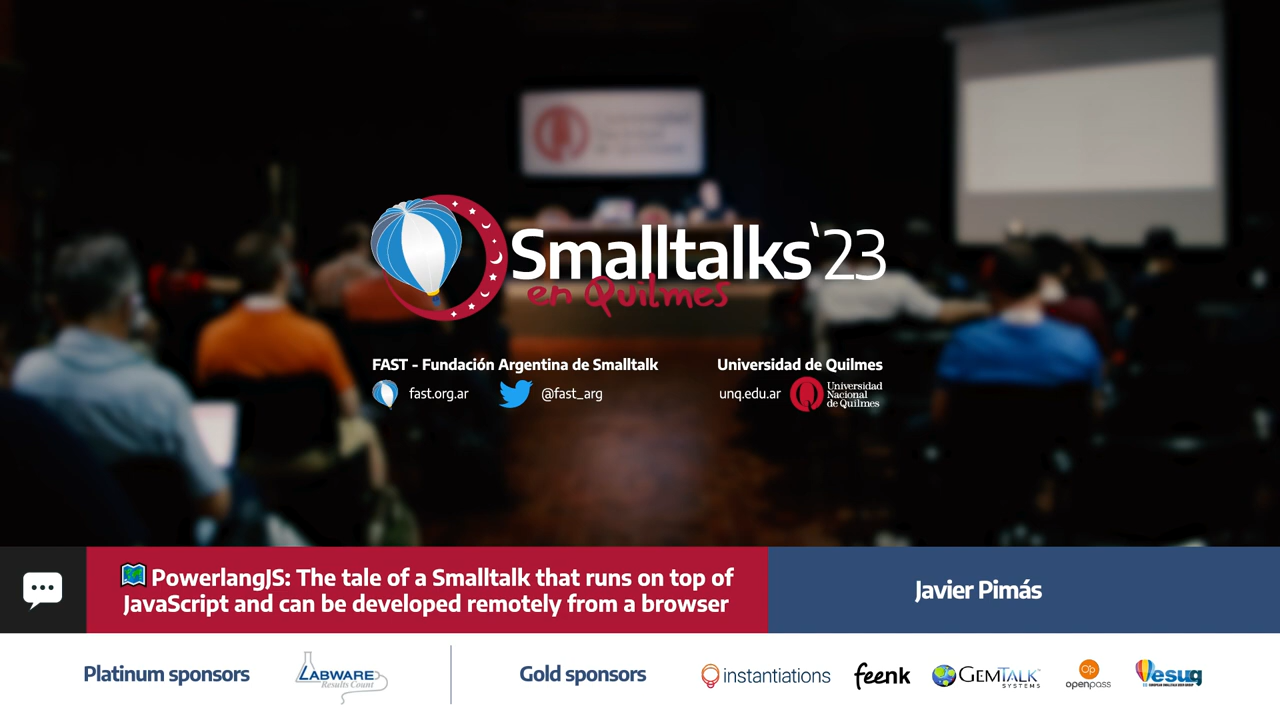 Smalltalks'23
en Quilmes
FAST - Fundación Argentina de Smalltalk
fast.org.ar
@fast_arg
Universidad de Quilmes
unq.edu.ar
Universidad
Nacional
de Quilmes
PowerlangJS: The tale of a Smalltalk that runs on top of
JavaScript and can be developed remotely from a browser
Javier Pimás
Platinum sponsors
LABWARE
Results Count
Gold sponsors
instantiations
feenk
GEMTALK
SYSTEMS
openpass
esug